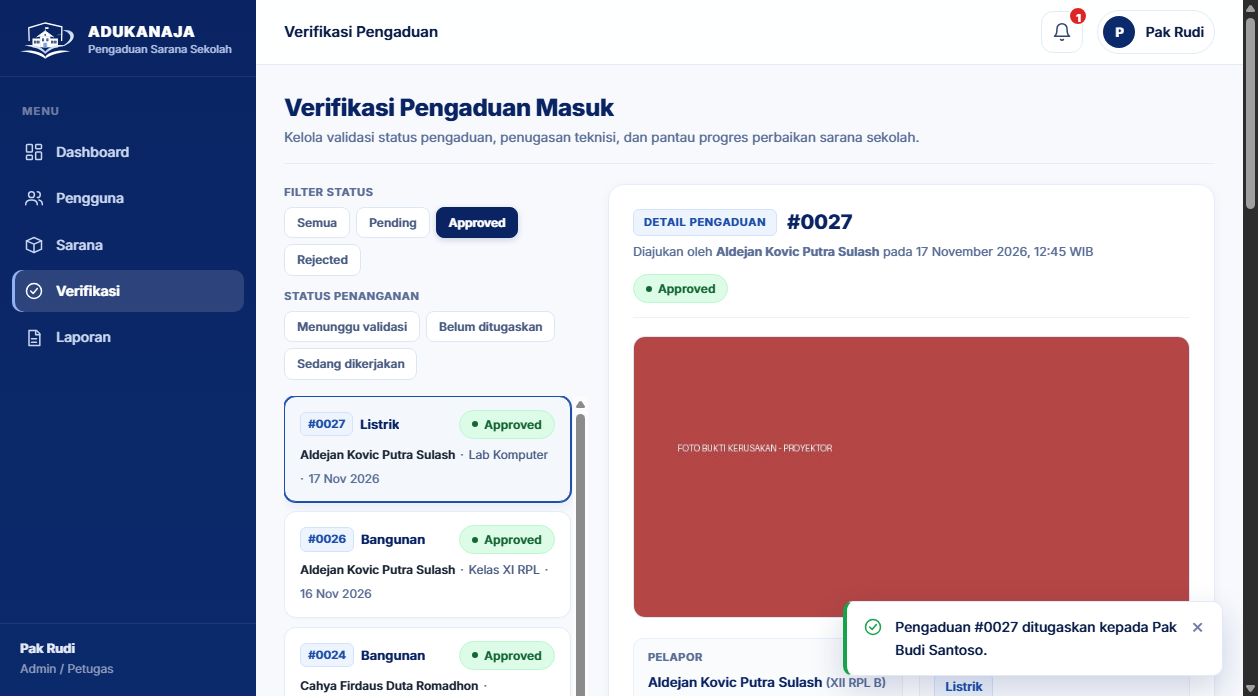 ADUKANAJA
Pengaduan Sarana Sekolah
MENU
Dashboard
Pengguna
Sarana
Verifikasi
Laporan
Pak Rudi
Admin / Petugas
Verifikasi Pengaduan
1
P
Pak Rudi
Verifikasi Pengaduan Masuk
Kelola validasi status pengaduan, penugasan teknisi, dan pantau progres perbaikan sarana sekolah.
FILTER STATUS
Semua
Pending
Approved
Rejected
STATUS PENANGANAN
Menunggu validasi
Belum ditugaskan
Sedang dikerjakan
#0027 Listrik
Approved
Aldejan Kovic Putra Sulash · Lab Komputer
· 17 Nov 2026
#0026 Bangunan
Approved
Aldejan Kovic Putra Sulash · Kelas XI RPL ·
16 Nov 2026
#0024 Bangunan
Approved
Cahya Firdaus Duta Romadhon ·
DETAIL PENGADUAN #0027
Diajukan oleh Aldejan Kovic Putra Sulash pada 17 November 2026, 12:45 WIB
Approved
FOTO BUKTI KERUSAKAN - PROYEKTOR
PELAPOR
Aldejan Kovic Putra Sulash (XII RPL B)
Listrik
Pengaduan #0027 ditugaskan kepada Pak
Budi Santoso.